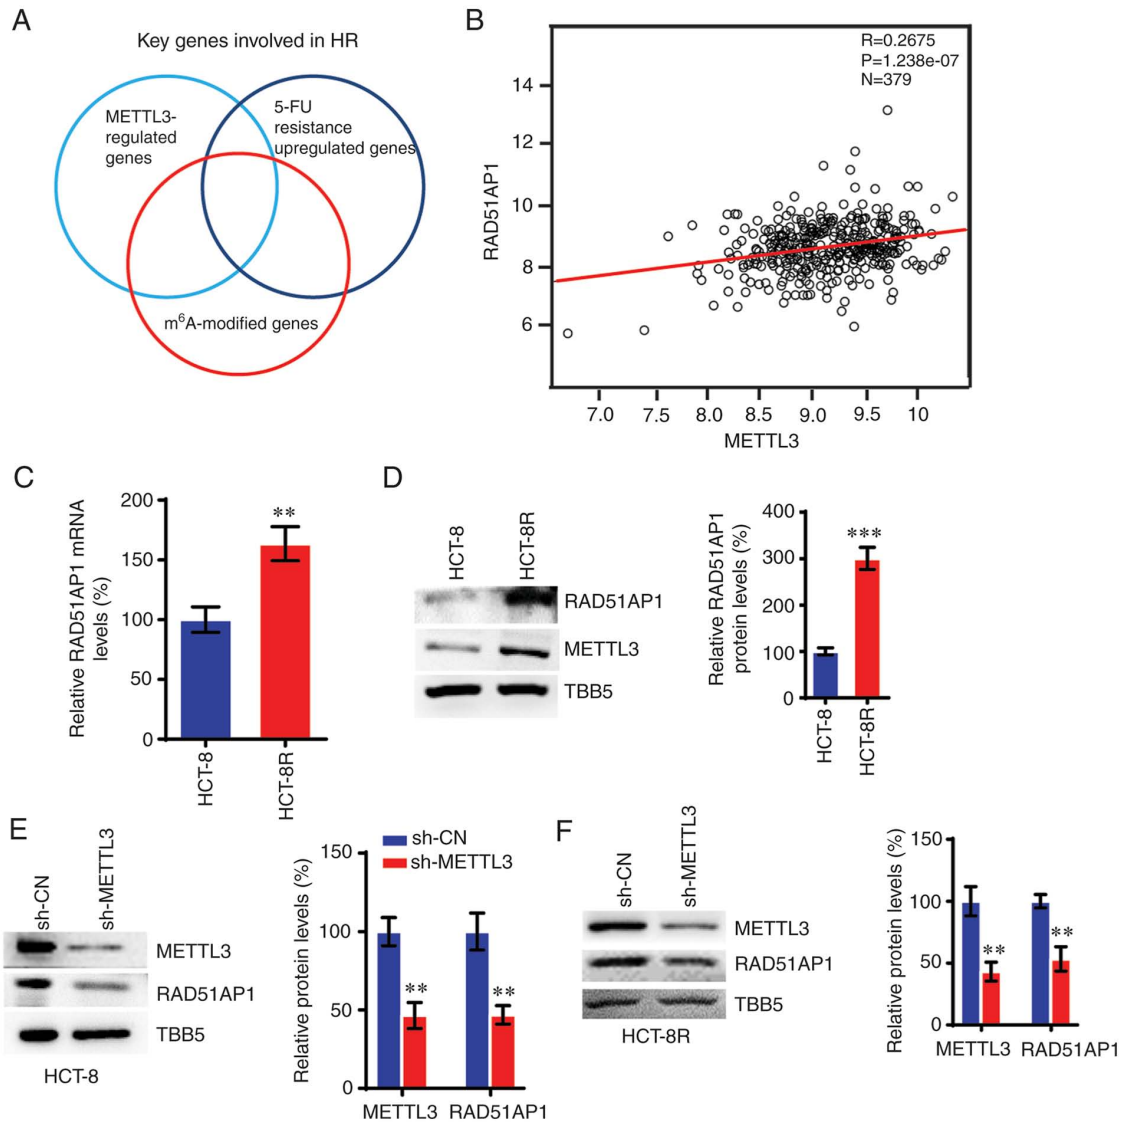 A
Key genes involved in HR
METTL3-
regulated
genes
5-FU
resistance
upregulated genes
m⁶A-modified genes
B
R=0.2675
P=1.238e-07
N=379
RAD51AP1
14
12
10
8
6
7.0 7.5 8.0 8.5 9.0 9.5 10
METTL3
C
Relative RAD51AP1 mRNA
levels (%)
200
150
100
50
0
**
HCT-8
HCT-8R
D
HCT-8
HCT-8R
RAD51AP1
METTL3
TBB5
Relative RAD51AP1
protein levels (%)
400
300
200
100
0
***
HCT-8
HCT-8R
E
sh-CN
sh-METTL3
METTL3
RAD51AP1
TBB5
HCT-8
sh-CN
sh-METTL3
Relative protein levels (%)
150
100
50
0
**
**
METTL3 RAD51AP1
F
sh-CN
sh-METTL3
METTL3
RAD51AP1
TBB5
HCT-8R
Relative protein levels (%)
150
100
50
0
**
**
METTL3 RAD51AP1